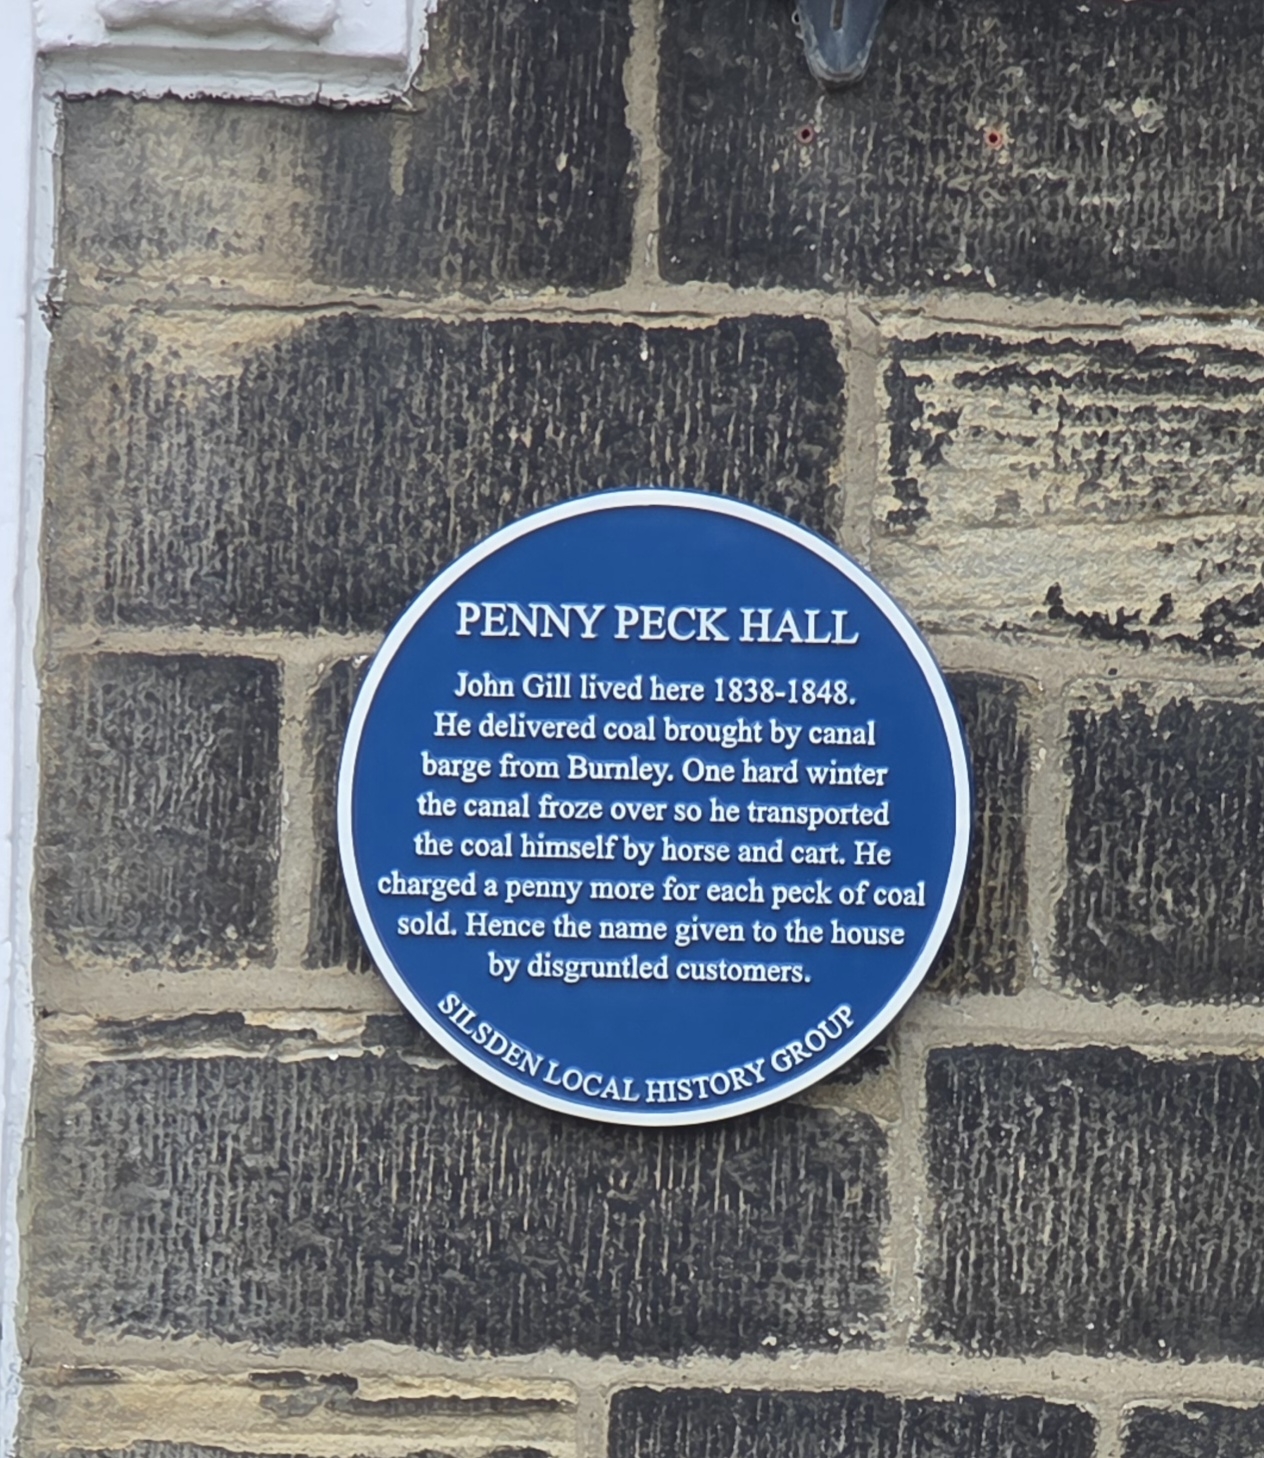 PENNY PECK HALL
John Gill lived here 1838-1848.
He delivered coal brought by canal
barge from Burnley. One hard winter
the canal froze over so he transported
the coal himself by horse and cart. He
charged a penny more for each peck of coal
sold. Hence the name given to the house
by disgruntled customers.
SILSDEN LOCAL HISTORY GROUP